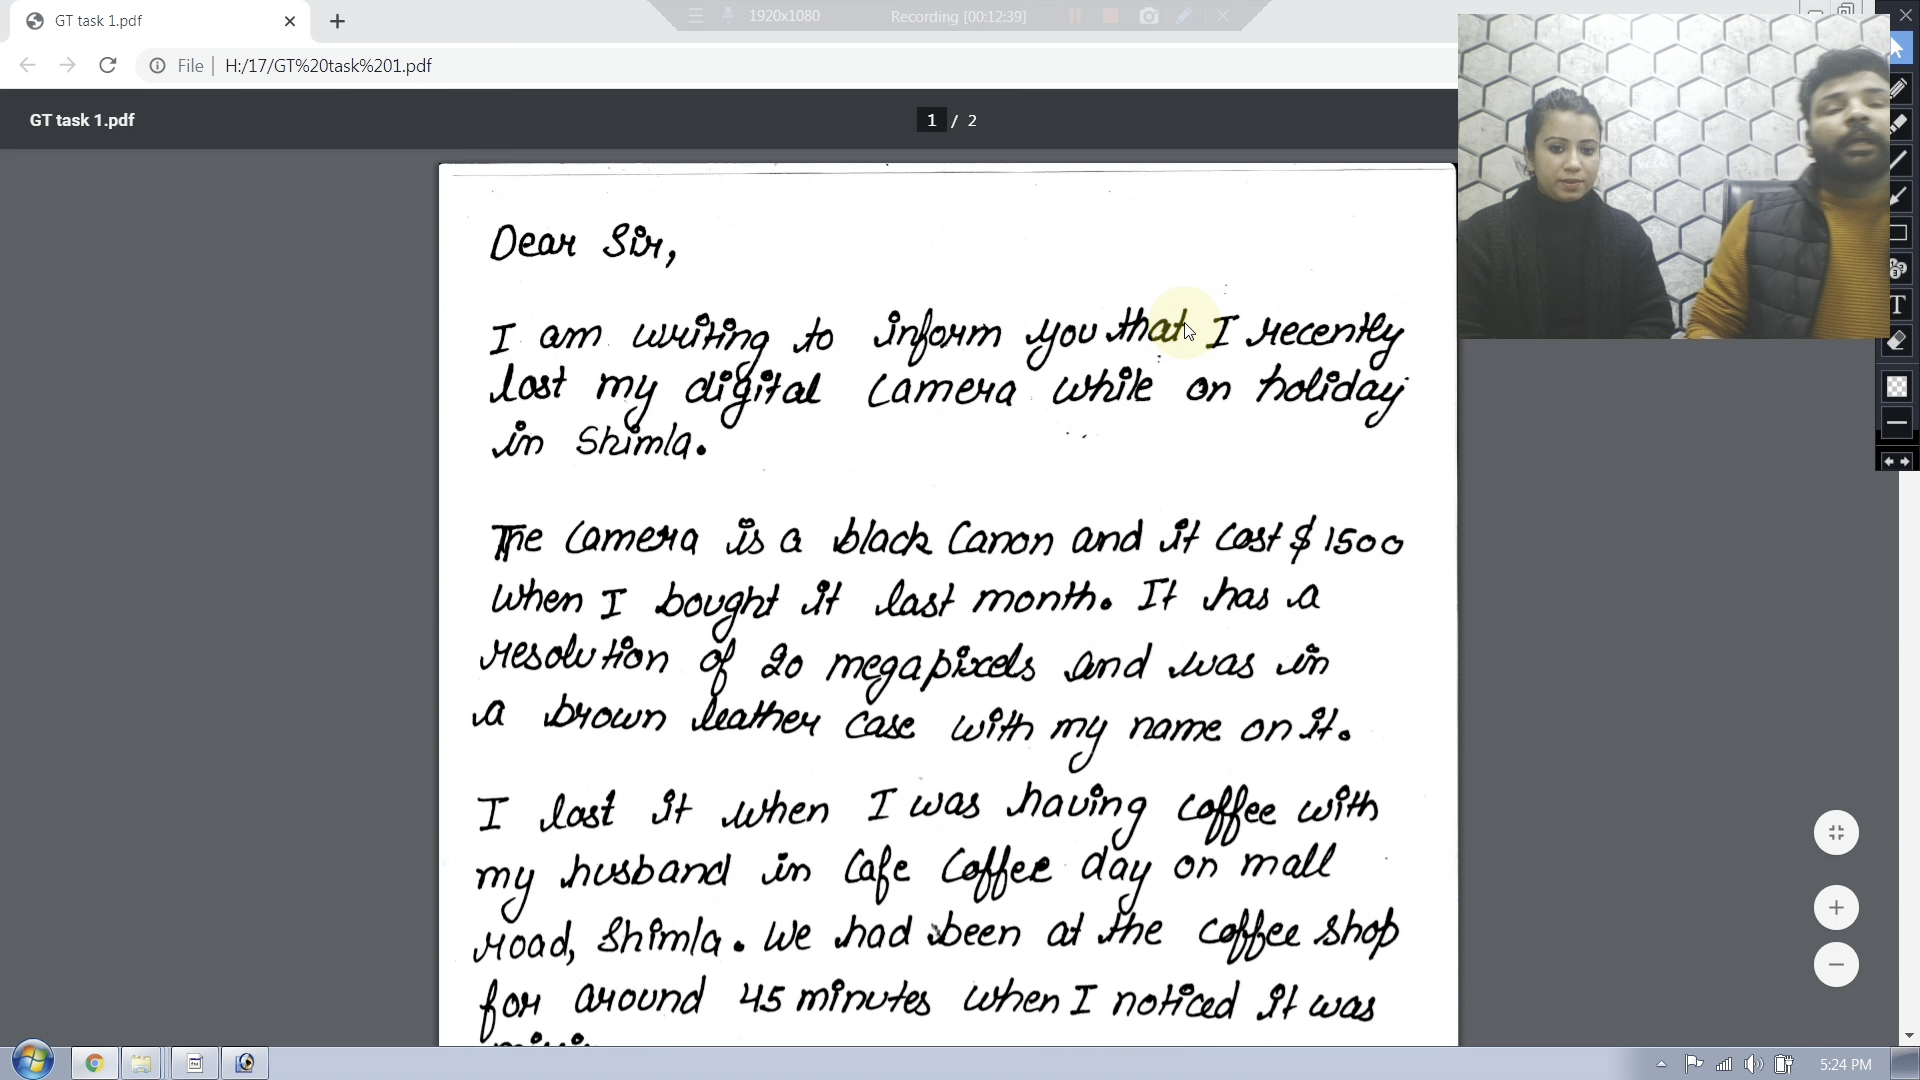 GT task 1.pdf
1920x1080
Recording [00:12:39]
File
H:/17/GT%20task%201.pdf
GT task 1.pdf
1 / 2
Dear Sir,
I am writing to inform you that I recently
lost my digital camera while on holiday
in Shimla.
The camera is a black Canon and it cost $1500
when I bought it last month. It has a
resolution of 20 megapixels and was in
a brown leather case with my name on it.
I lost it when I was having coffee with
my husband in Cafe Coffee day on mall
road, Shimla. We had been at the coffee shop
for around 45 minutes when I noticed it was
5:24 PM